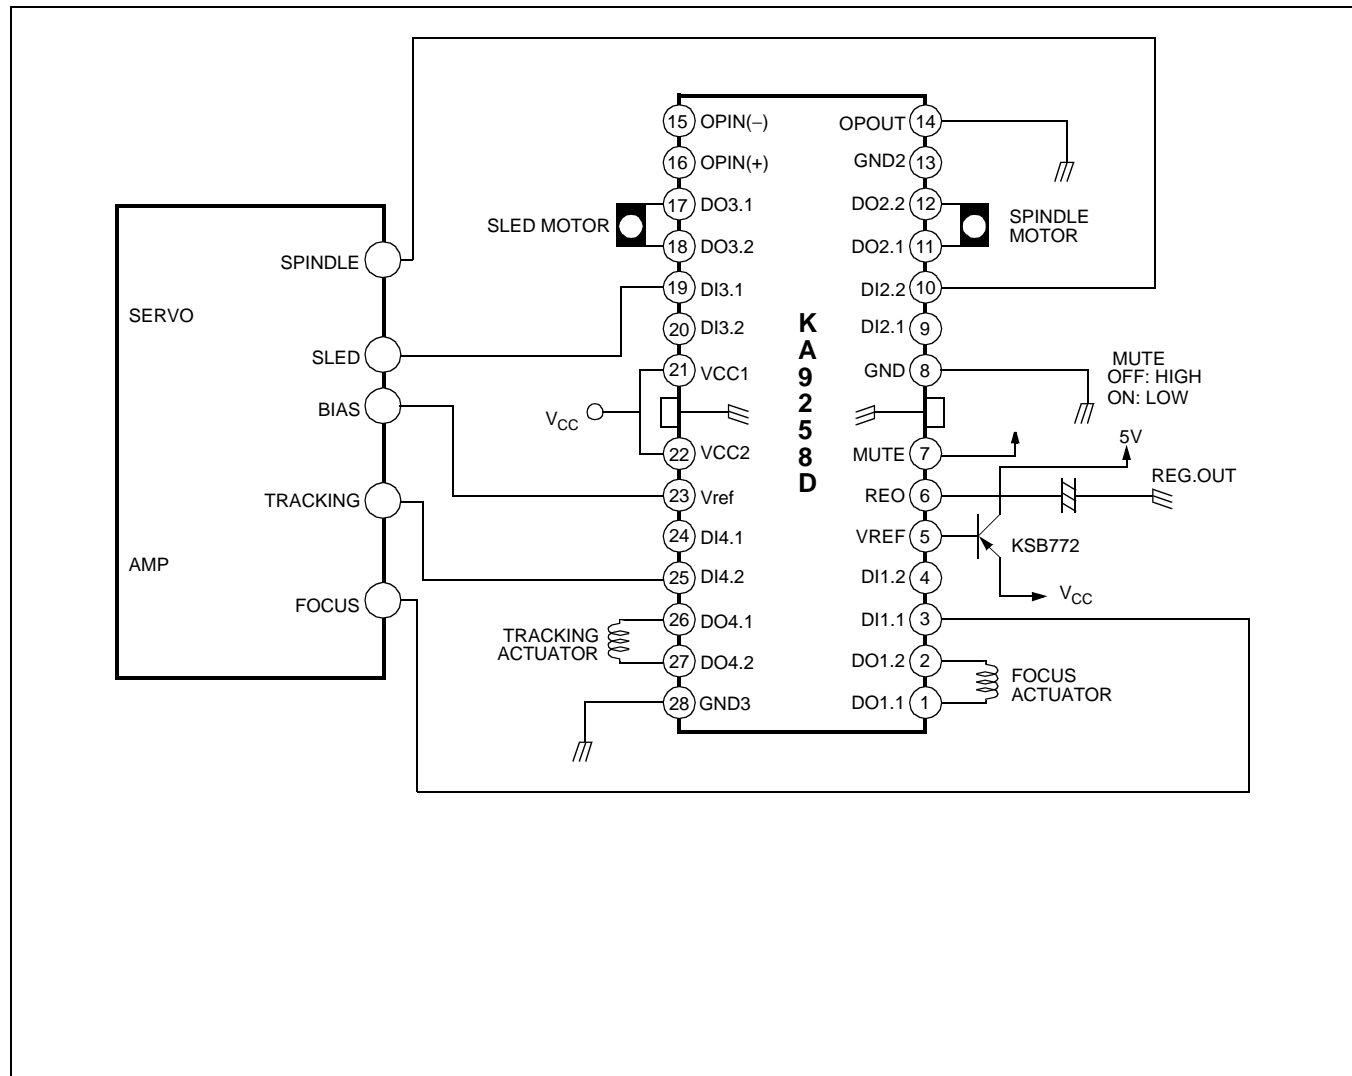 15 OPIN(–)
OPOUT 14
16 OPIN(+)
GND2 13
17 DO3.1
DO2.2 12
SLED MOTOR
SPINDLE
MOTOR
18 DO3.2
DO2.1 11
SPINDLE
19 DI3.1
DI2.2 10
SERVO
20 DI3.2
DI2.1 9
KA9258D
SLED
21 VCC1
GND 8
MUTE
OFF: HIGH
ON: LOW
BIAS
VCC
22 VCC2
MUTE 7
5V
TRACKING
23 Vref
REO 6
REG.OUT
24 DI4.1
VREF 5
KSB772
AMP
25 DI4.2
DI1.2 4
VCC
FOCUS
26 DO4.1
DI1.1 3
TRACKING
ACTUATOR
27 DO4.2
DO1.2 2
FOCUS
ACTUATOR
28 GND3
DO1.1 1